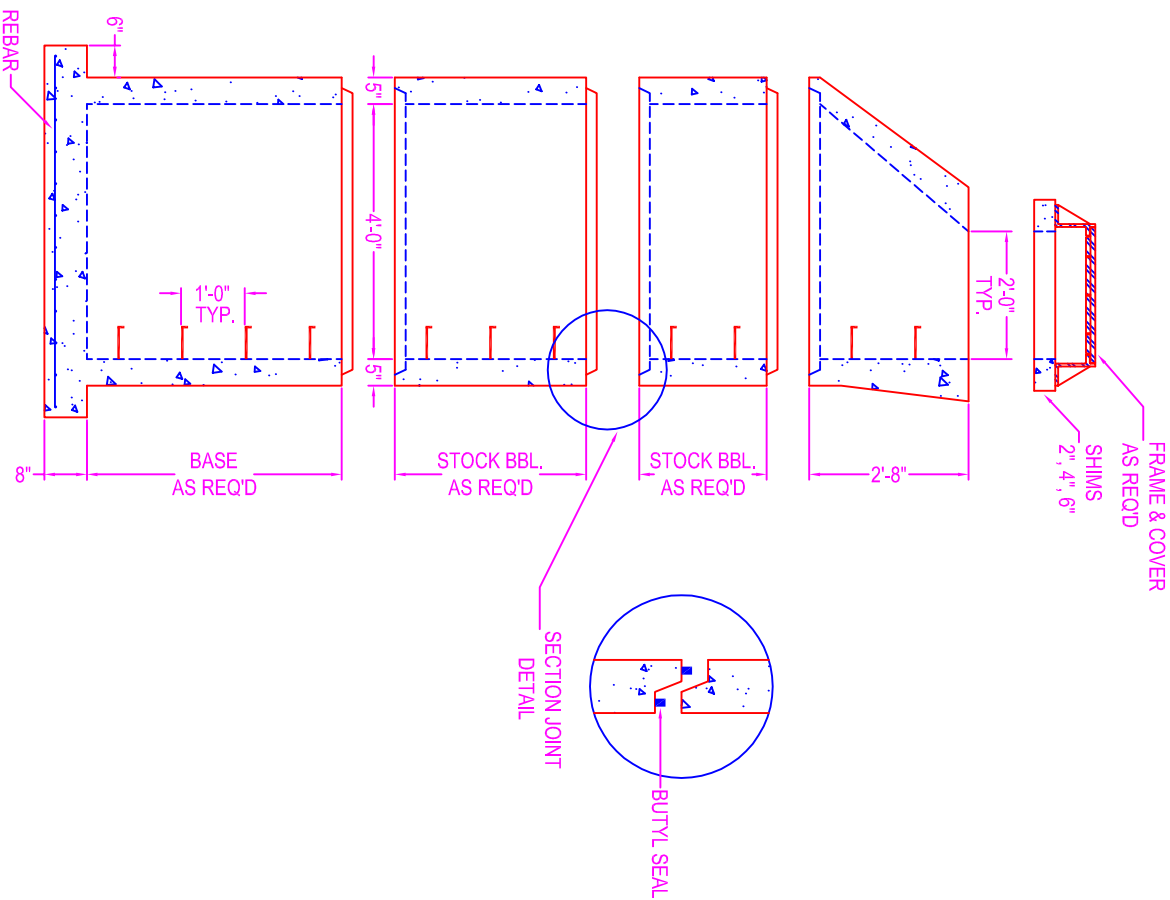 FRAME & COVER
AS REQ'D
SHIMS
2", 4", 6"
2'-0"
TYP.
2'-8"
STOCK BBL.
AS REQ'D
STOCK BBL.
AS REQ'D
BASE
AS REQ'D
8"
5"
4'-0"
5"
1'-0"
TYP.
6"
REBAR
SECTION JOINT
DETAIL
BUTYL SEAL